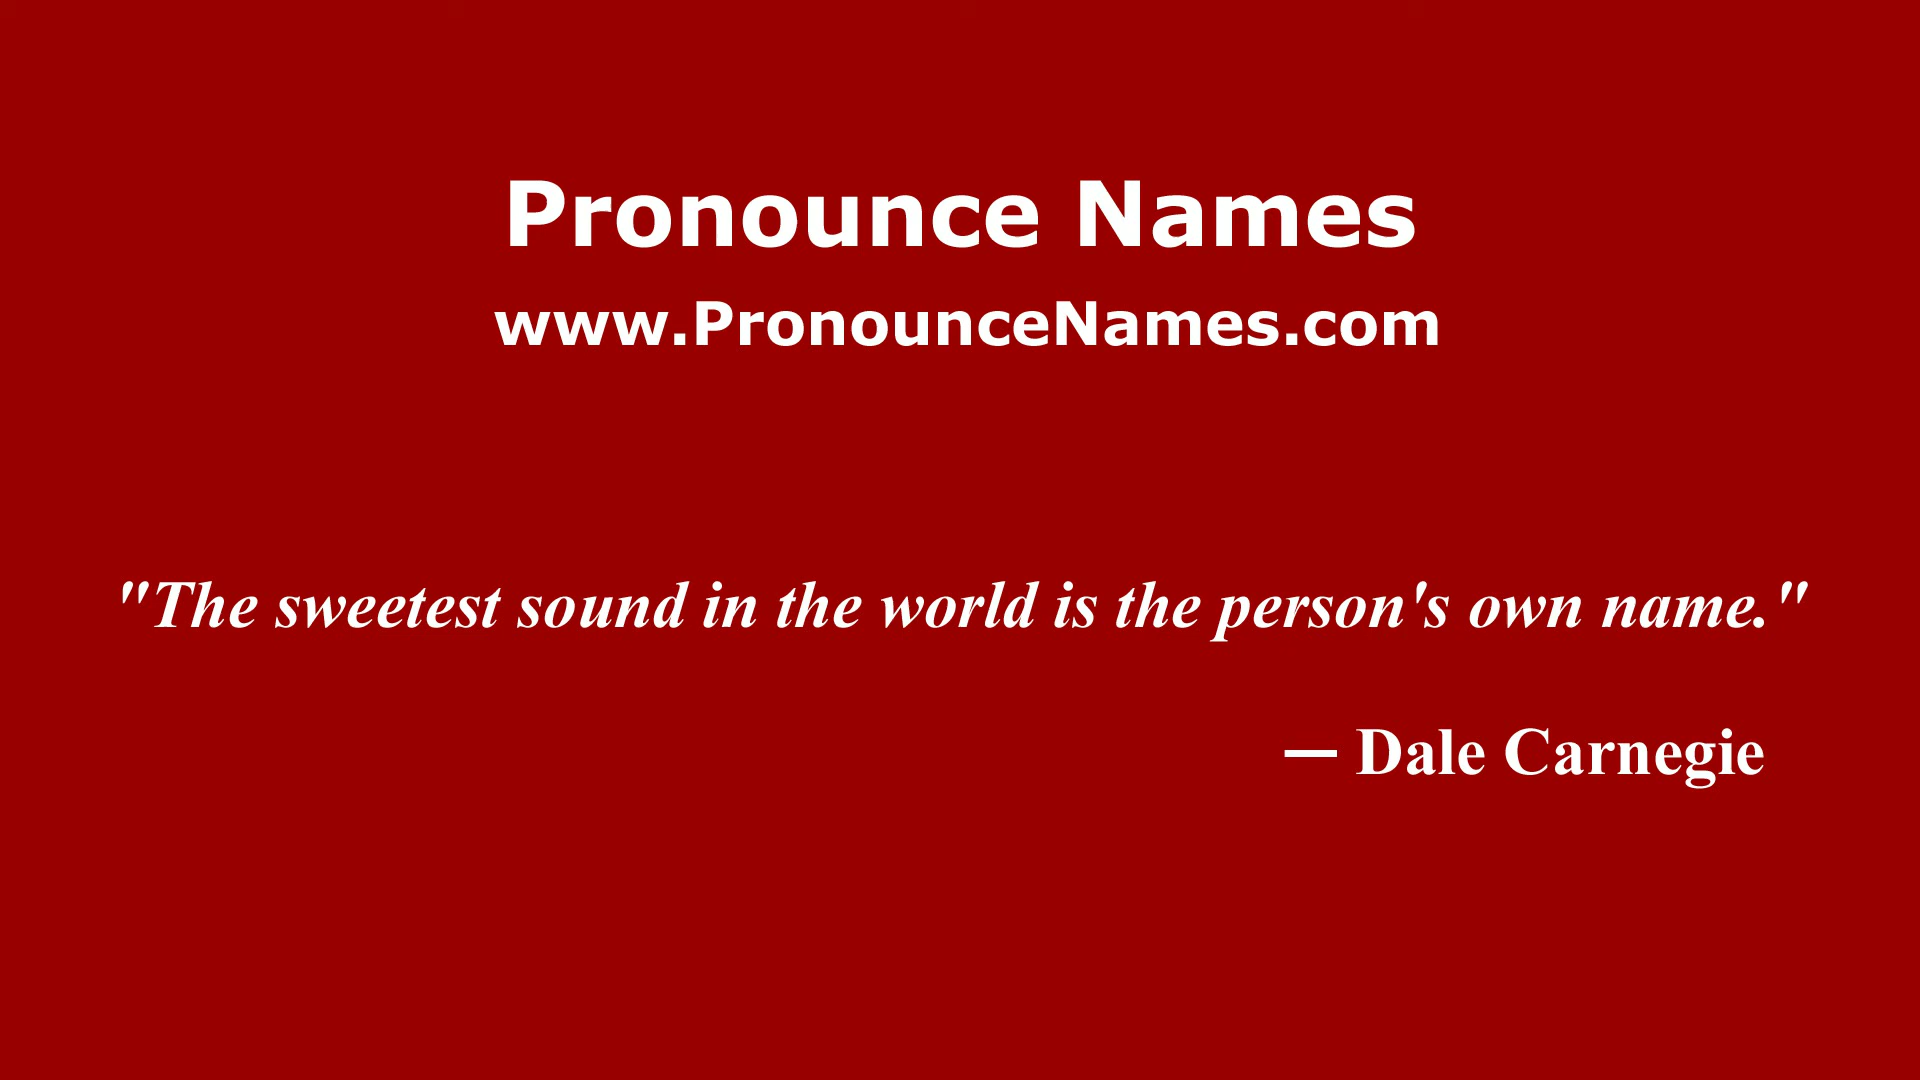 Pronounce Names
www.PronounceNames.com
"The sweetest sound in the world is the person's own name."
— Dale Carnegie